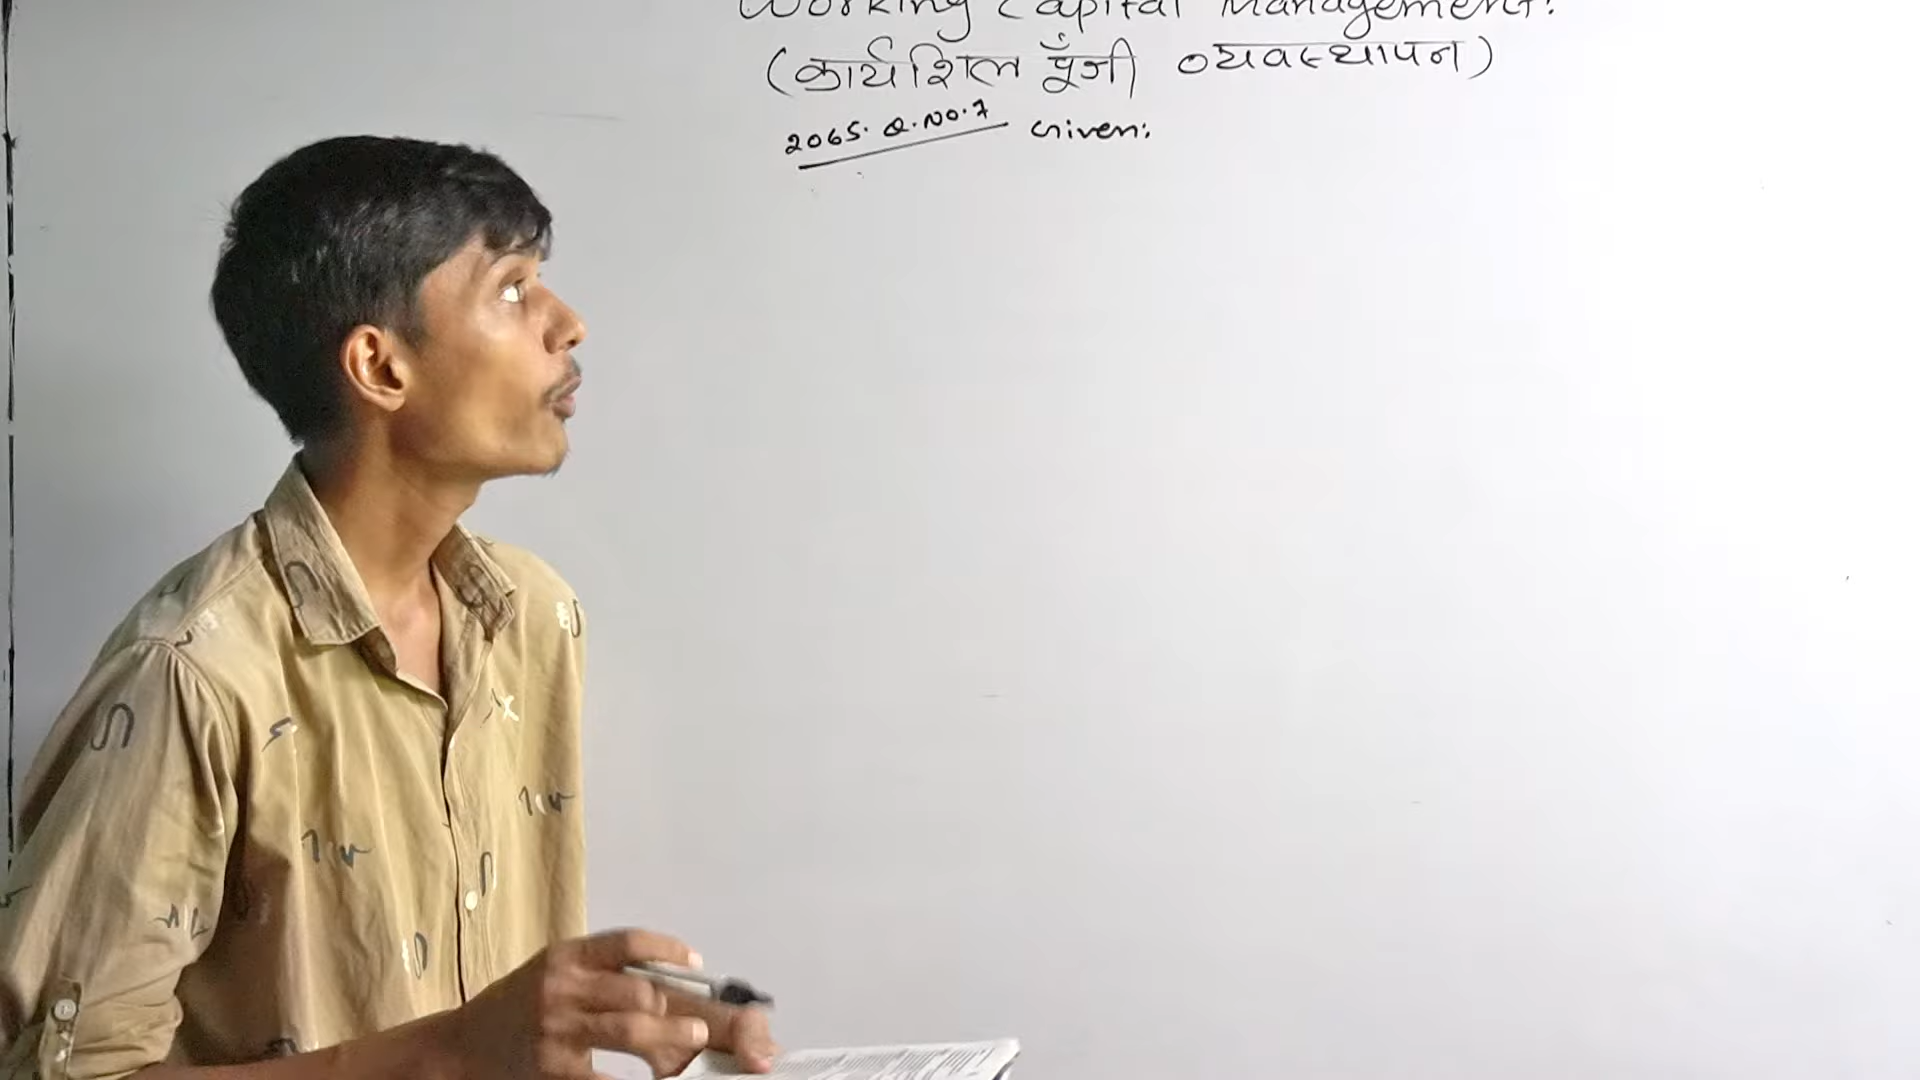 Working Capital Management:
(कार्यशिल पूँजी व्यवस्थापन)
2065. Q.No.7 Given: